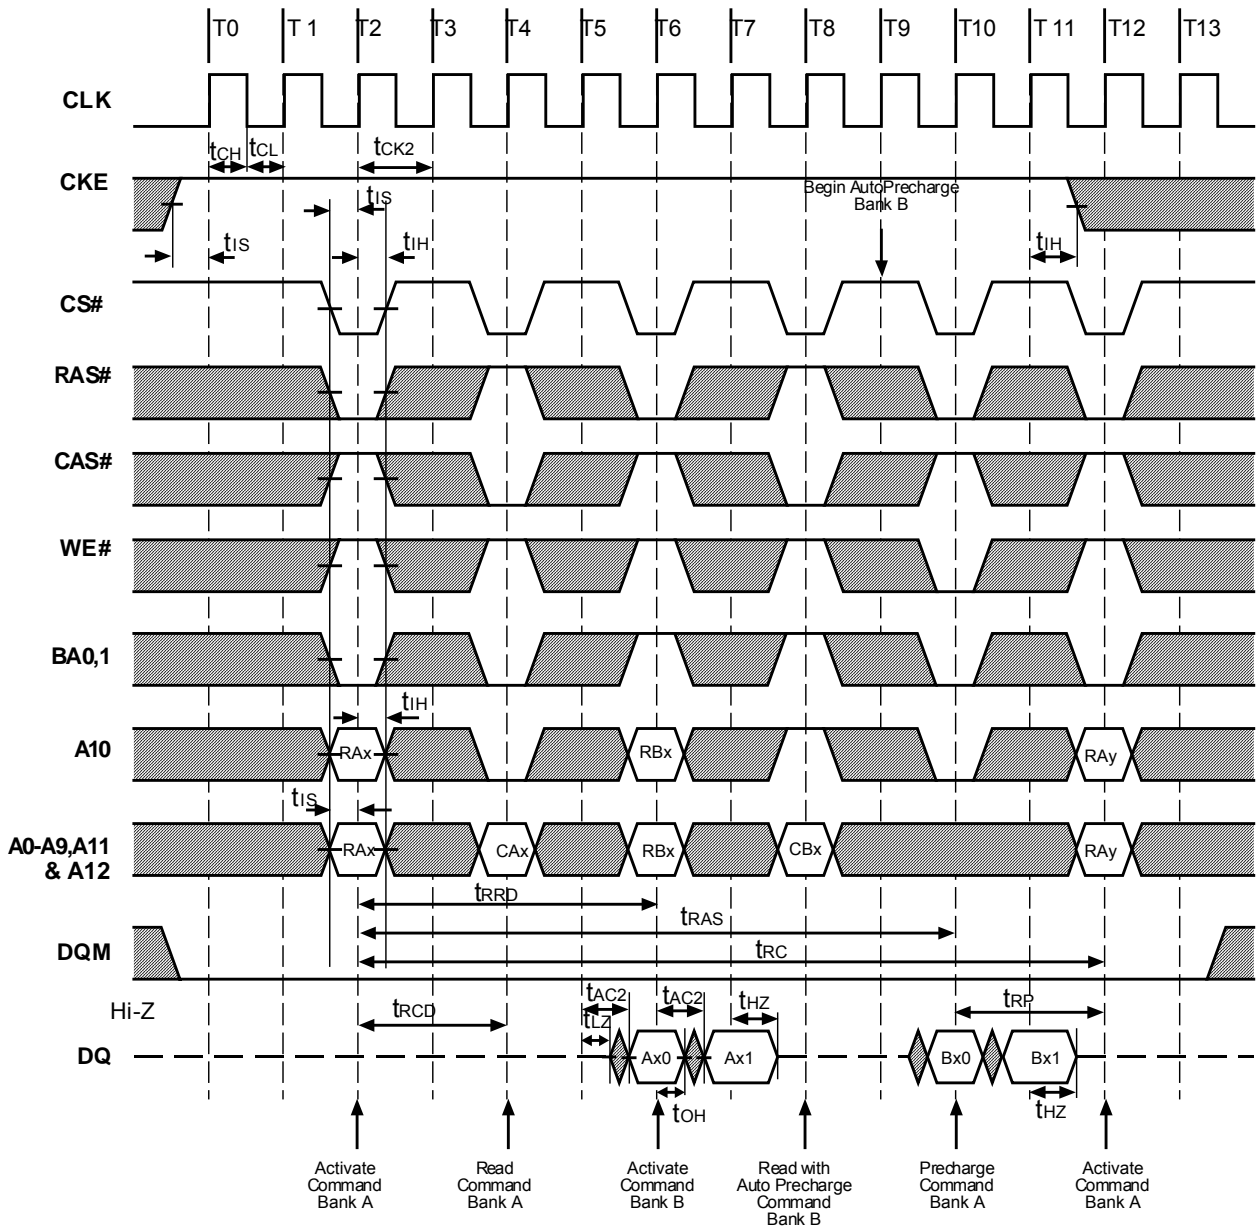 T0 T 1 T2 T3 T4 T5 T6 T7 T8 T9 T10 T 11 T12 T13
CLK
tCH tCL tCK2
CKE
tIS
Begin AutoPrecharge
Bank B
tIS tIH tIH
CS#
RAS#
CAS#
WE#
BA0,1
tIH
A10
RAx RBx RAy
tIS
A0-A9,A11
& A12
RAx CAx RBx CBx RAy
tRRD
tRAS
DQM
tRC
Hi-Z
tRCD tAC2 tAC2 tHZ tRP
tLZ
DQ
Ax0 Ax1 Bx0 Bx1
tOH tHZ
Activate
Command
Bank A
Read
Command
Bank A
Activate
Command
Bank B
Read with
Auto Precharge
Command
Bank B
Precharge
Command
Bank A
Activate
Command
Bank A